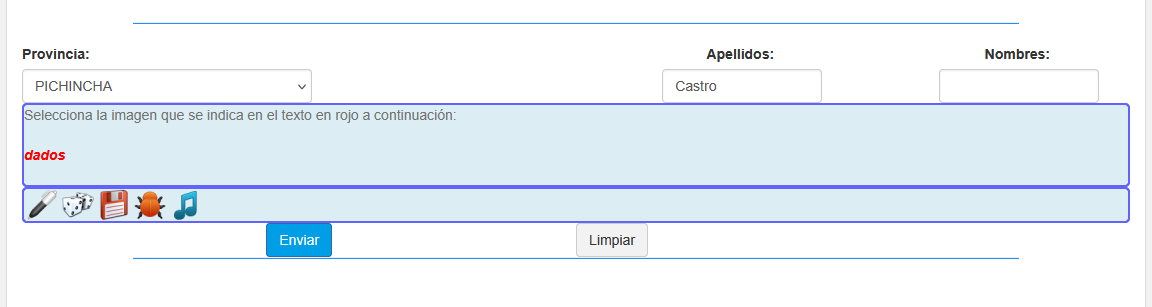 Provincia: Apellidos: Nombres:
PICHINCHA Castro
Selecciona la imagen que se indica en el texto en rojo a continuación:
dados
Enviar Limpiar